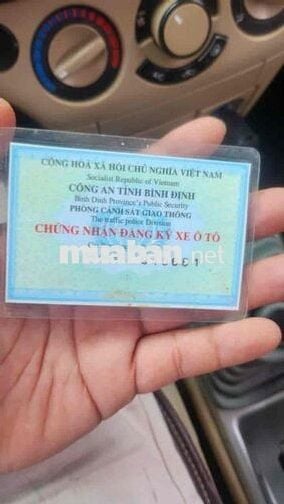 CỘNG HOÀ XÃ HỘI CHỦ NGHĨA VIỆT NAM
Socialist Republic of Vietnam
CÔNG AN TỈNH BÌNH ĐỊNH
Binh Dinh Province's Public Security
PHÒNG CẢNH SÁT GIAO THÔNG
The traffic police Division
CHỨNG NHẬN ĐĂNG KÝ XE Ô TÔ
muaban.net